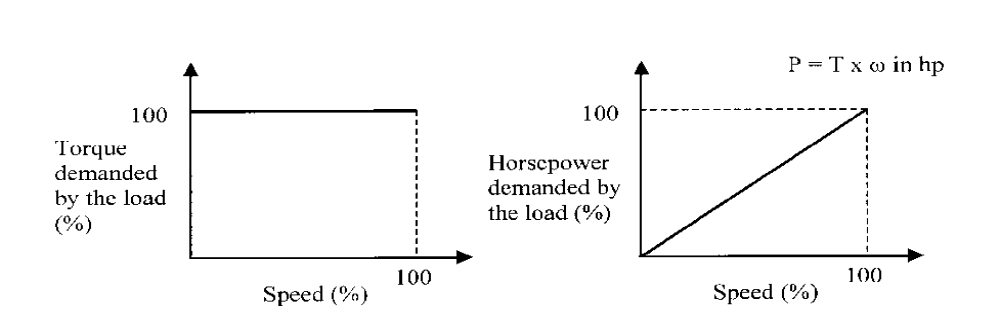 100
Torque
demanded
by the load
(%)
100
Speed (%)
P = T x ω in hp
100
Horsepower
demanded by
the load (%)
100
Speed (%)